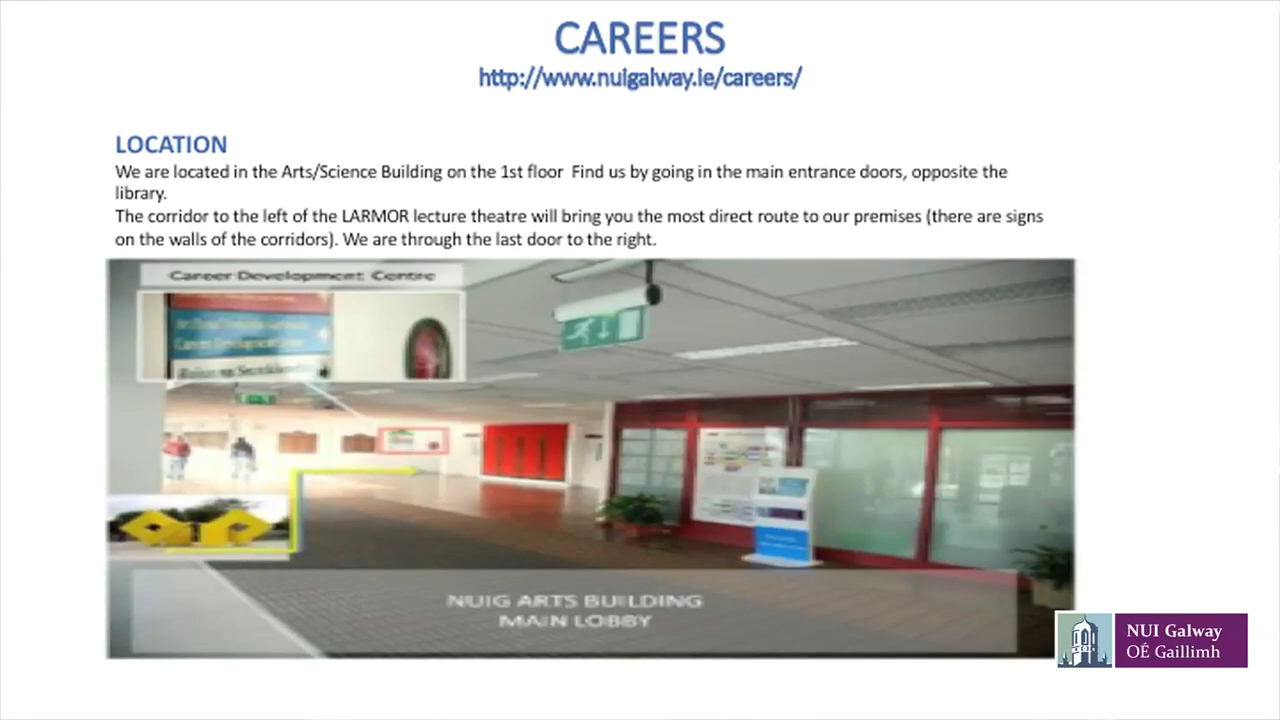 CAREERS
http://www.nuigalway.ie/careers/
LOCATION
We are located in the Arts/Science Building on the 1st floor  Find us by going in the main entrance doors, opposite the
library.
The corridor to the left of the LARMOR lecture theatre will bring you the most direct route to our premises (there are signs
on the walls of the corridors). We are through the last door to the right.
Career Development Centre
Career Development
NUIG ARTS BUILDING
MAIN LOBBY
NUI Galway
OÉ Gaillimh